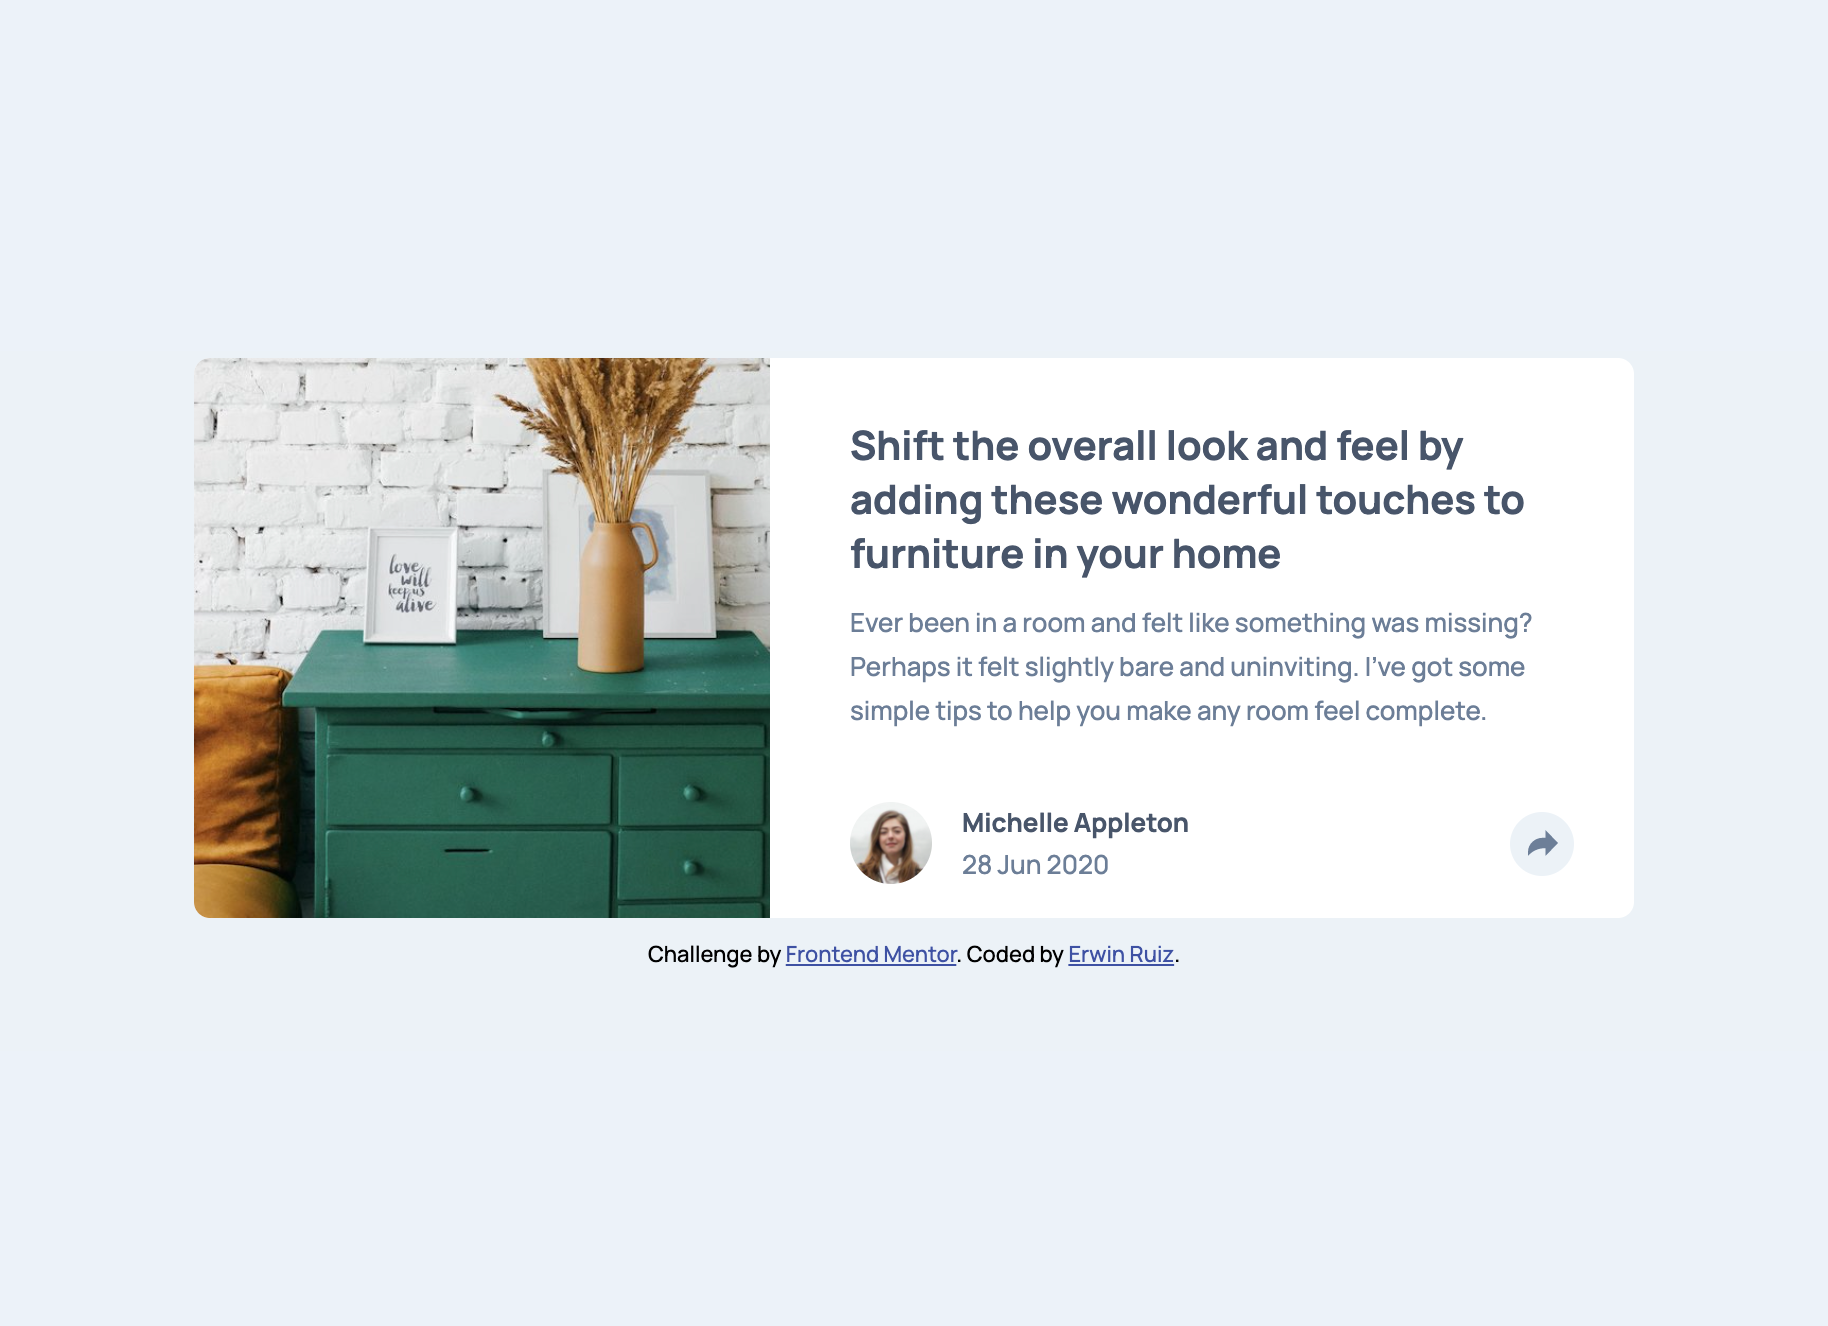 love
will
keep us
alive
Shift the overall look and feel by
adding these wonderful touches to
furniture in your home
Ever been in a room and felt like something was missing?
Perhaps it felt slightly bare and uninviting. I’ve got some
simple tips to help you make any room feel complete.
Michelle Appleton
28 Jun 2020
Challenge by Frontend Mentor. Coded by Erwin Ruiz.